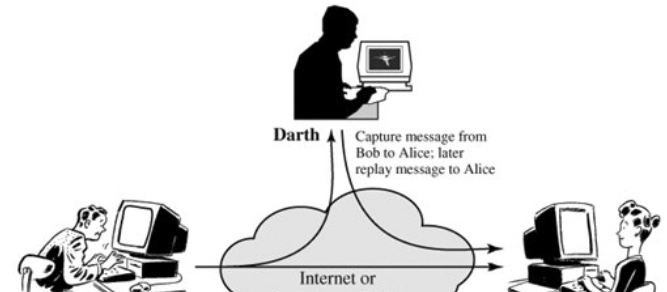 Darth
Capture message from
Bob to Alice; later
replay message to Alice
Internet or